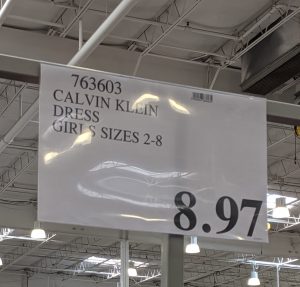 763603
CALVIN KLEIN
DRESS
GIRLS SIZES 2-8
8.97